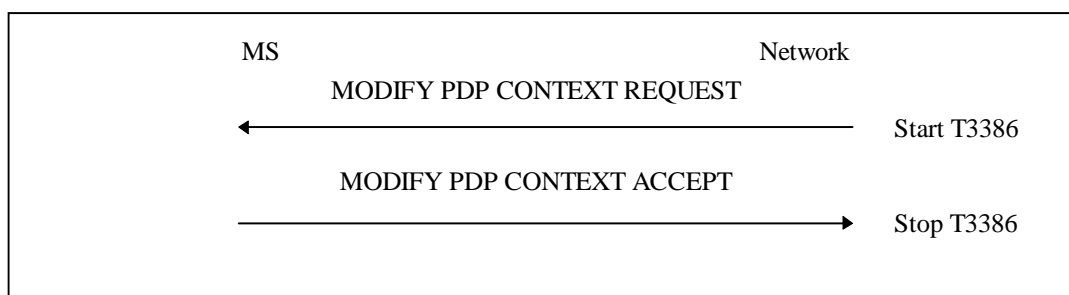 MS Network
MODIFY PDP CONTEXT REQUEST
Start T3386
MODIFY PDP CONTEXT ACCEPT
Stop T3386